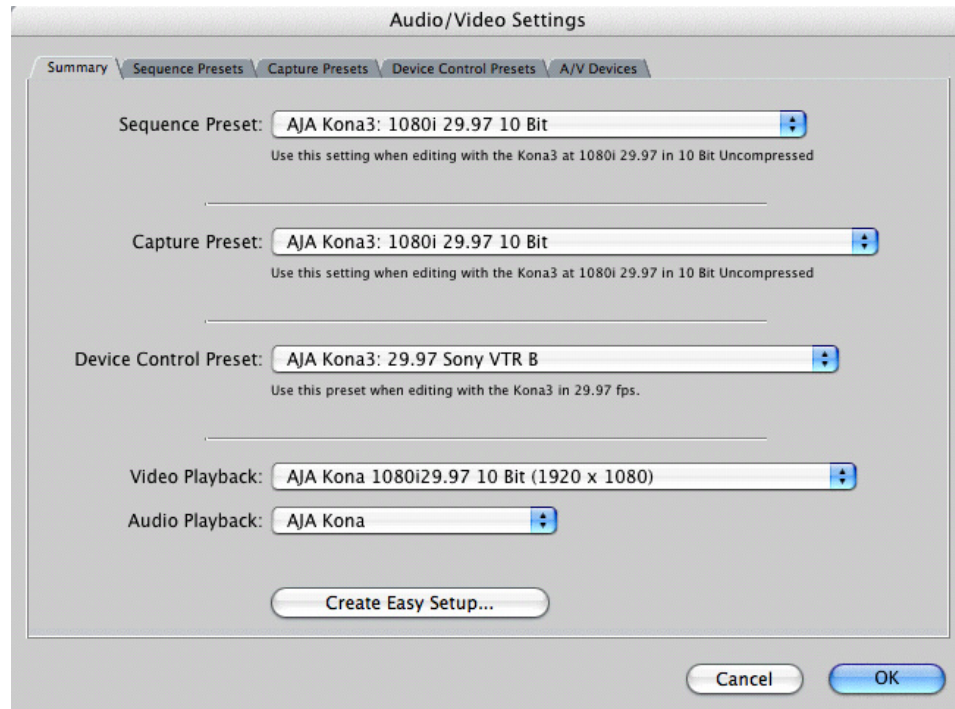 Audio/Video Settings
Summary Sequence Presets Capture Presets Device Control Presets A/V Devices
Sequence Preset: AJA Kona3: 1080i 29.97 10 Bit
Use this setting when editing with the Kona3 at 1080i 29.97 in 10 Bit Uncompressed
Capture Preset: AJA Kona3: 1080i 29.97 10 Bit
Use this setting when editing with the Kona3 at 1080i 29.97 in 10 Bit Uncompressed
Device Control Preset: AJA Kona3: 29.97 Sony VTR B
Use this preset when editing with the Kona3 in 29.97 fps.
Video Playback: AJA Kona 1080i29.97 10 Bit (1920 x 1080)
Audio Playback: AJA Kona
Create Easy Setup...
Cancel OK